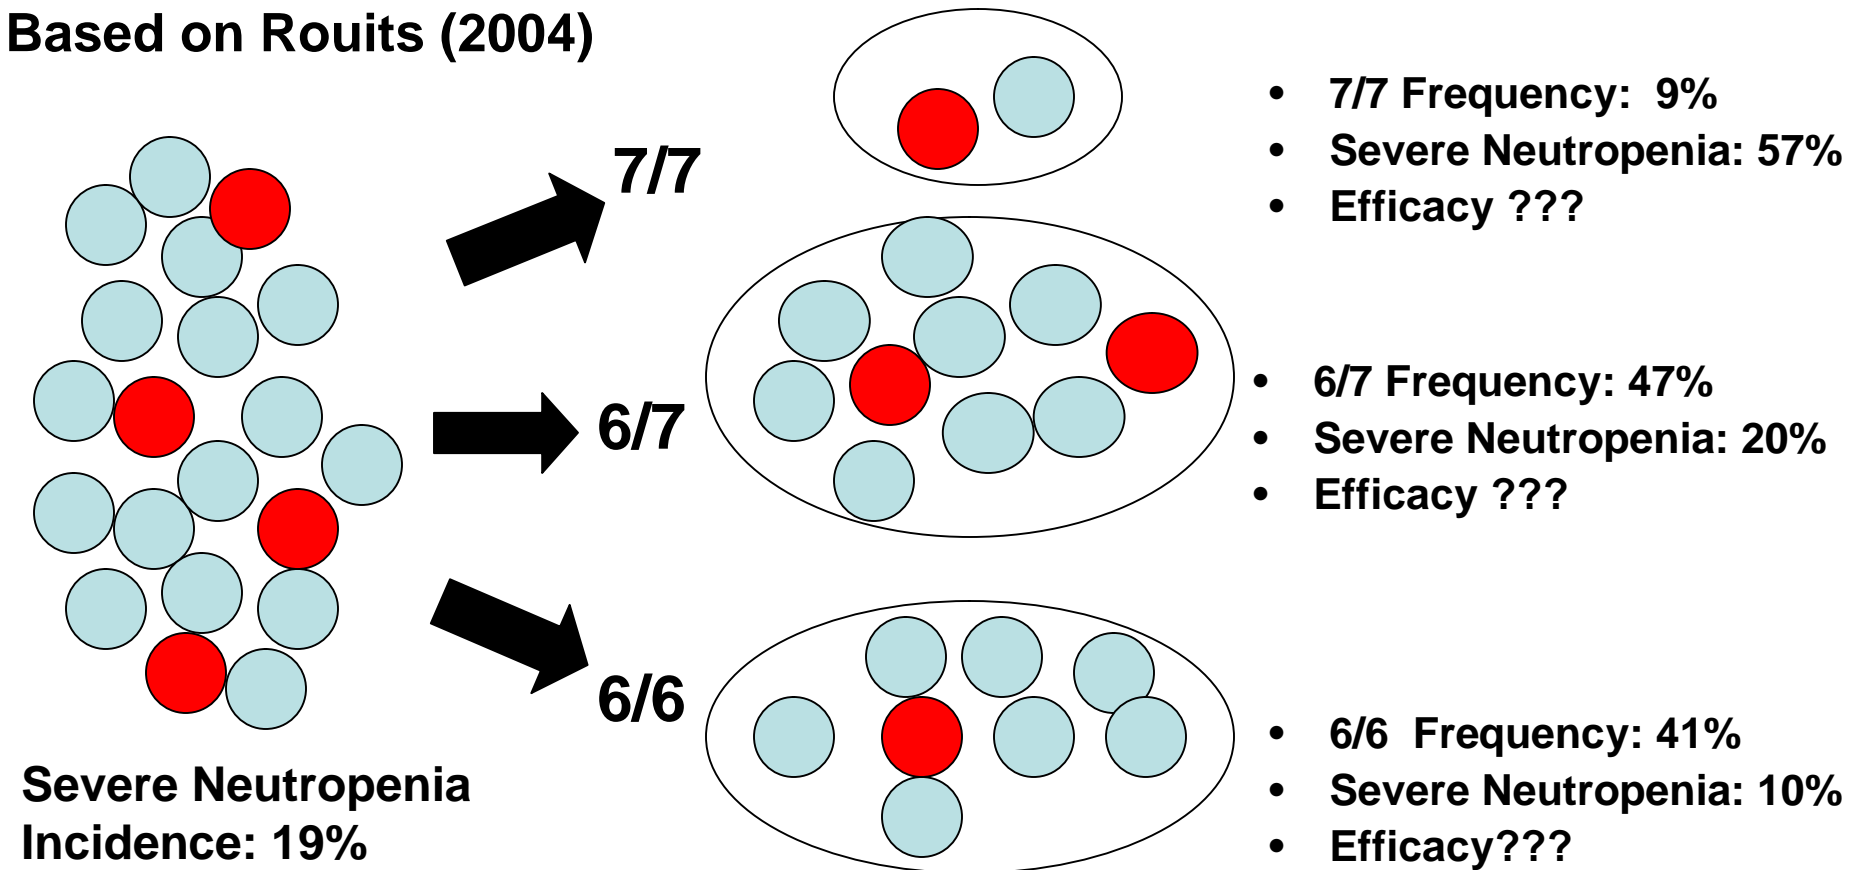 Based on Rouits (2004)
7/7
• 7/7 Frequency: 9%
• Severe Neutropenia: 57%
• Efficacy ???
6/7
• 6/7 Frequency: 47%
• Severe Neutropenia: 20%
• Efficacy ???
6/6
• 6/6 Frequency: 41%
• Severe Neutropenia: 10%
• Efficacy???
Severe Neutropenia
Incidence: 19%